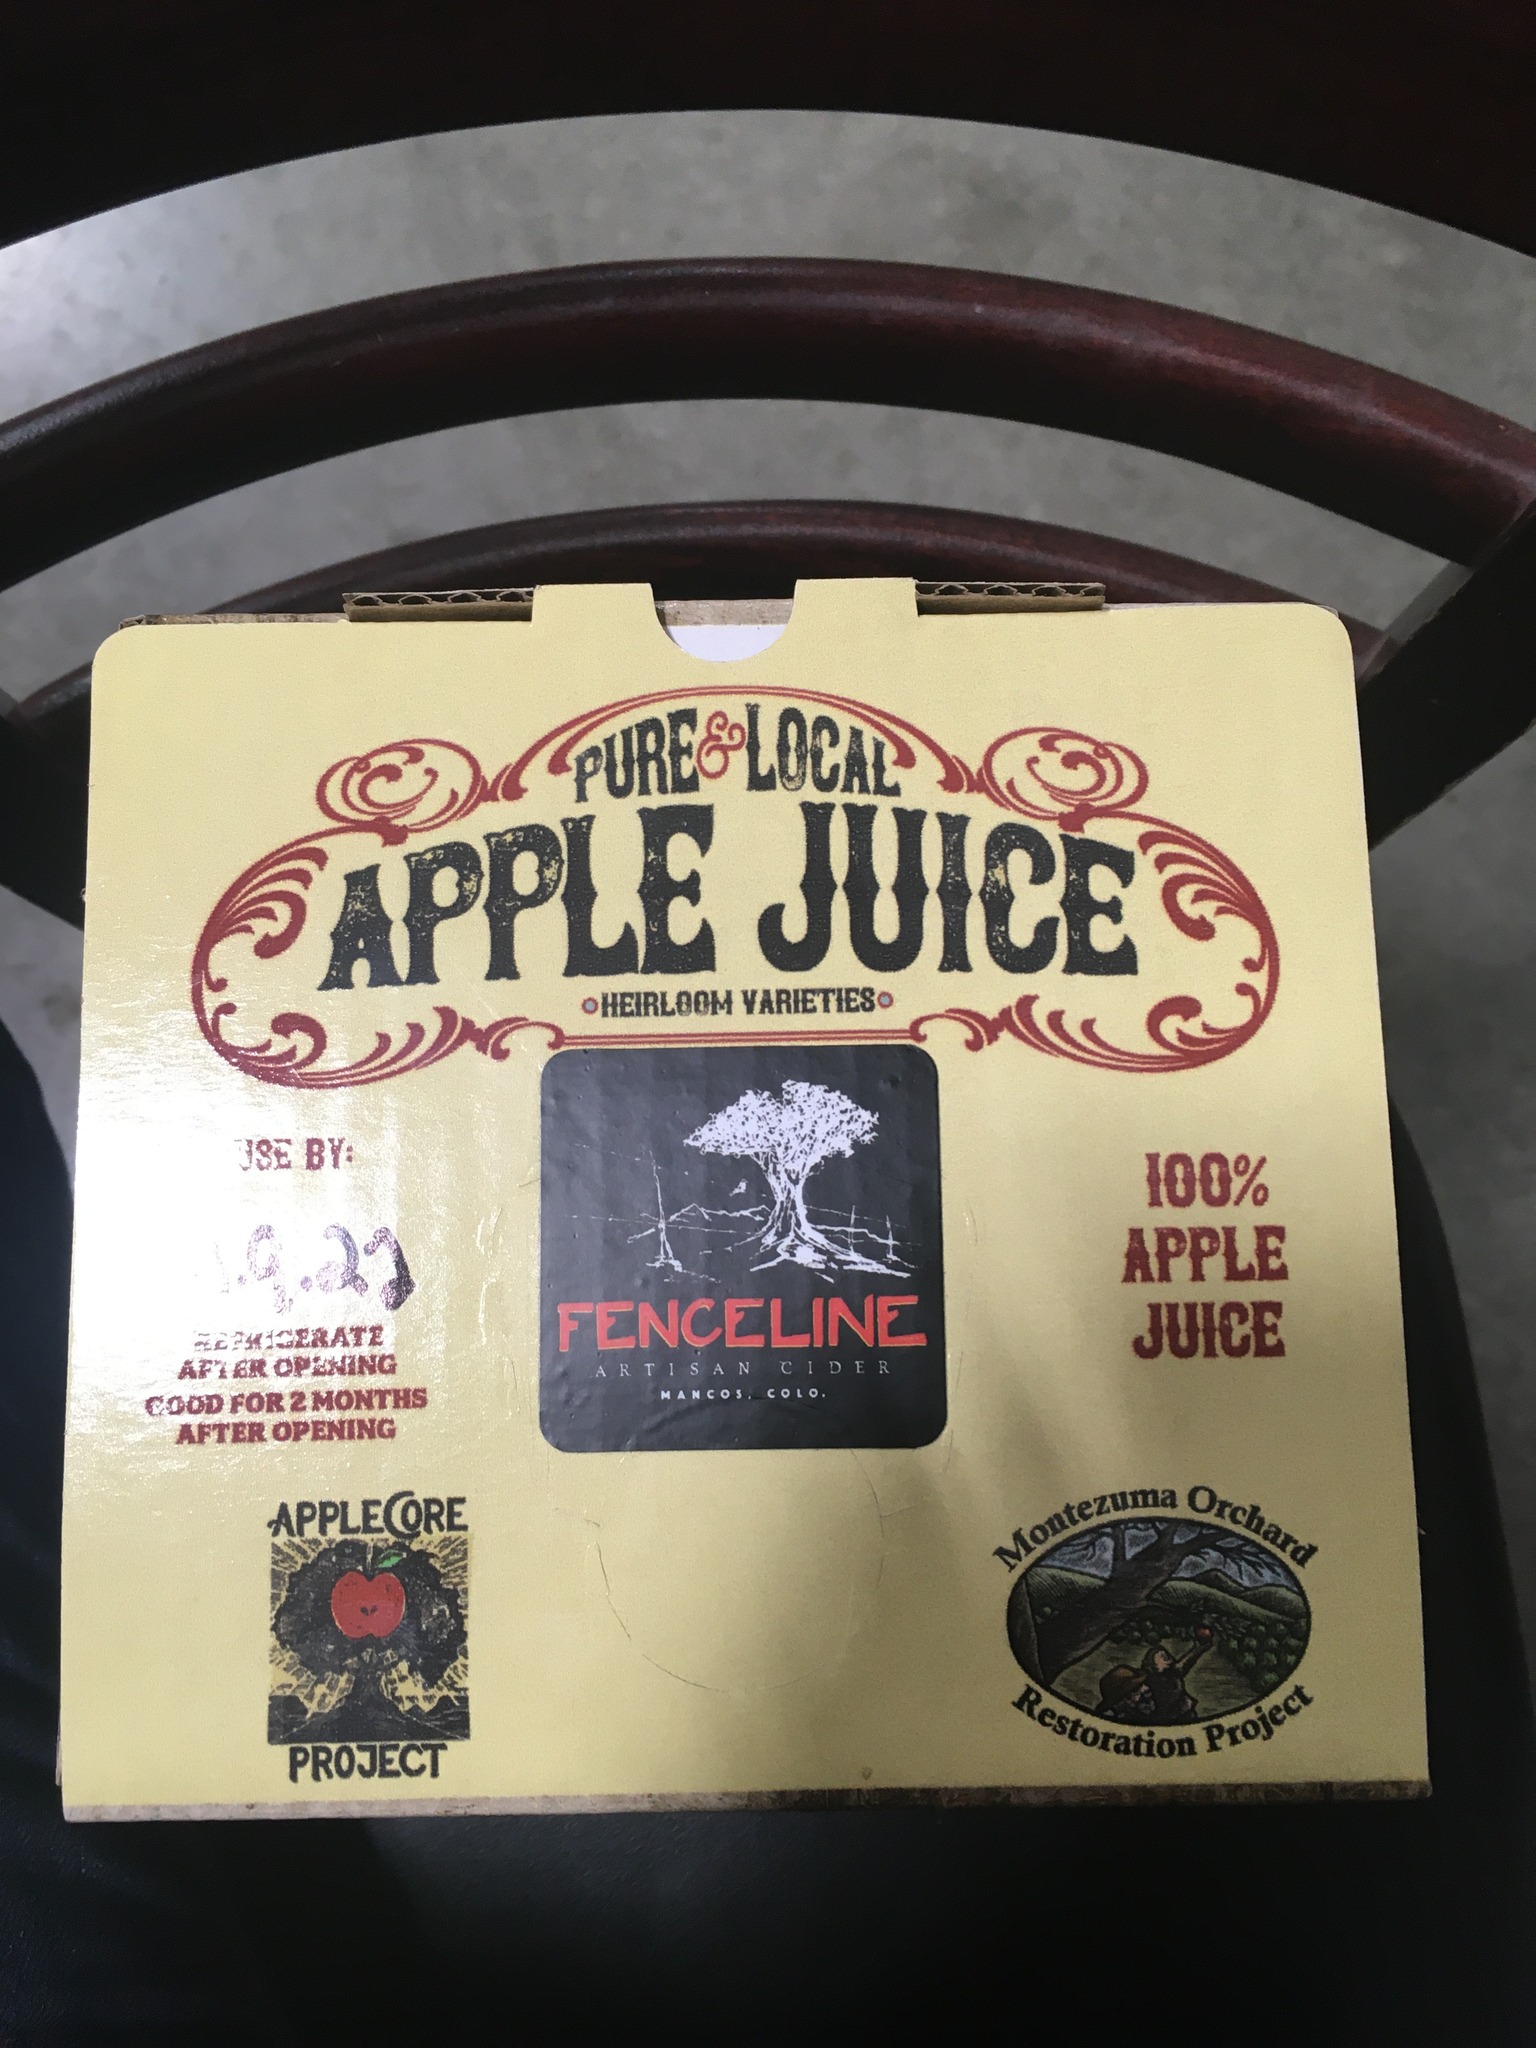 PURE & LOCAL
APPLE JUICE
HEIRLOOM VARIETIES
USE BY:
REFRIGERATE
AFTER OPENING
GOOD FOR 2 MONTHS
AFTER OPENING
FENCELINE
ARTISAN CIDER
MANCOS, COLO.
100%
APPLE
JUICE
APPLECORE
PROJECT
Montezuma Orchard
Restoration Project